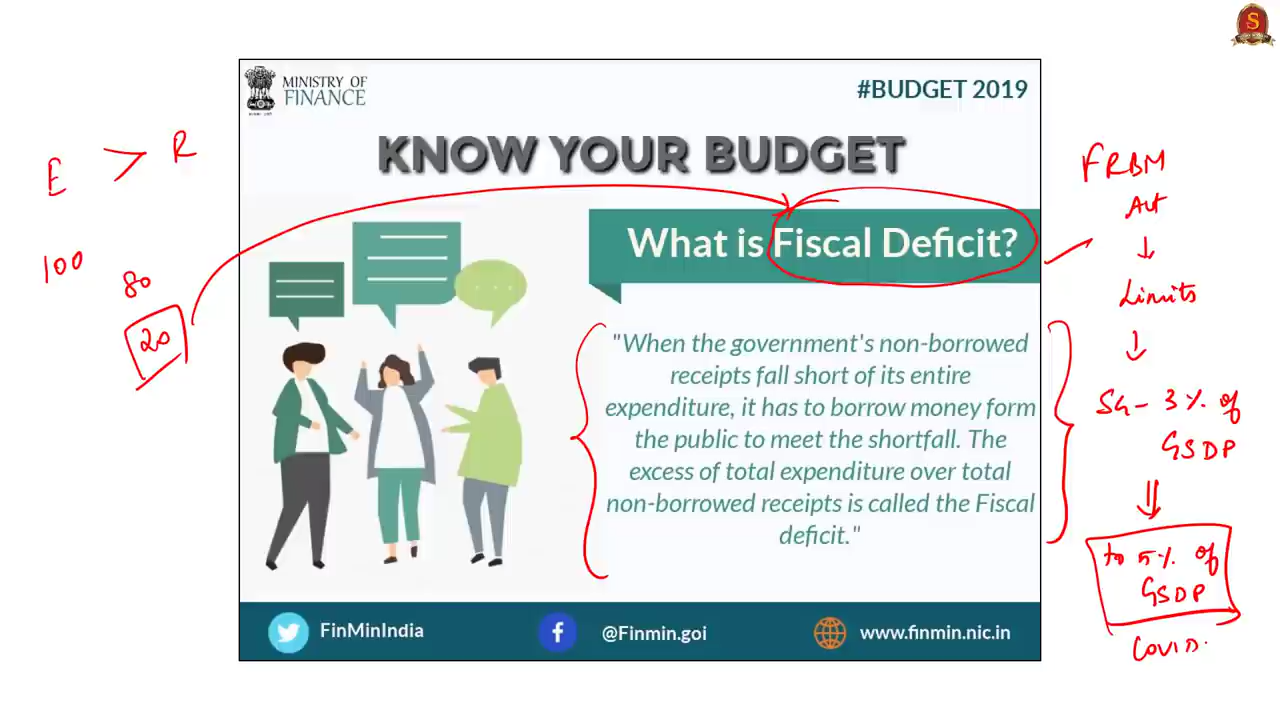 S
MINISTRY OF
FINANCE
#BUDGET 2019
KNOW YOUR BUDGET
E > R
100
80
20
What is Fiscal Deficit?
"When the government's non-borrowed
receipts fall short of its entire
expenditure, it has to borrow money form
the public to meet the shortfall. The
excess of total expenditure over total
non-borrowed receipts is called the Fiscal
deficit."
FRBM
Act
↓
Limits
↓
SG - 3% of
GSDP
⇓
to 5% of
GSDP
COVID.
FinMinIndia
@Finmin.goi
www.finmin.nic.in